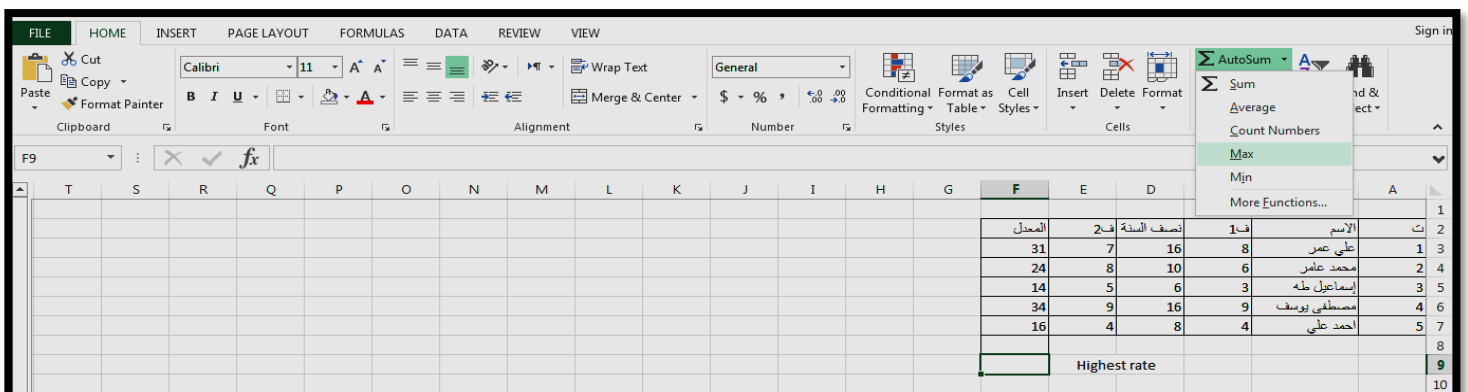 FILE HOME INSERT PAGE LAYOUT FORMULAS DATA REVIEW VIEW Sign in
Cut
Copy
Format Painter
Paste
Clipboard
Calibri 11
B I U
Font
Wrap Text
Merge & Center
Alignment
General
$ % ,
Number
Conditional Formatting
Format as Table
Cell Styles
Styles
Insert Delete Format
Cells
Σ AutoSum
Σ Sum
Average
Count Numbers
Max
Min
More Functions...
F9 fx
T S R Q P O N M L K J I H G F E D A
1
ت الاسم ف1 نصف السنة ف2 المعدل 2
1 علي عمر 8 16 7 31 3
2 محمد عامر 6 10 8 24 4
3 إسماعيل طه 3 6 5 14 5
4 مصطفى يوسف 9 16 9 34 6
5 احمد علي 4 8 4 16 7
8
Highest rate 9
10